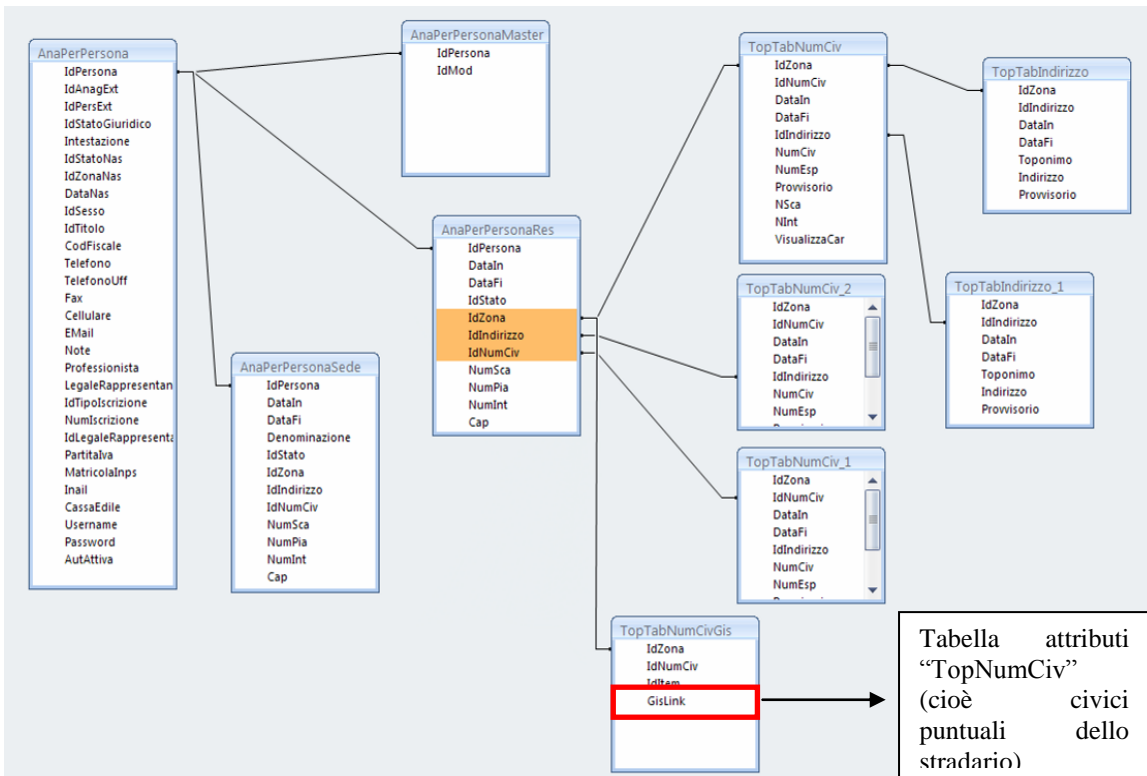 AnaPerPersona
IdPersona
IdAnagExt
IdPersExt
IdStatoGiuridico
Intestazione
IdStatoNas
IdZonaNas
DataNas
IdSesso
IdTitolo
CodFiscale
Telefono
TelefonoUff
Fax
Cellulare
EMail
Note
Professionista
LegaleRappresentan
IdTipoIscrizione
NumIscrizione
IdLegaleRappresenta
PartitaIva
MatricolaInps
Inail
CassaEdile
Username
Password
AutAttiva
AnaPerPersonaMaster
IdPersona
IdMod
AnaPerPersonaSede
IdPersona
DataIn
DataFi
Denominazione
IdStato
IdZona
IdIndirizzo
IdNumCiv
NumSca
NumPia
NumInt
Cap
AnaPerPersonaRes
IdPersona
DataIn
DataFi
IdStato
IdZona
IdIndirizzo
IdNumCiv
NumSca
NumPia
NumInt
Cap
TopTabNumCiv
IdZona
IdNumCiv
DataIn
DataFi
IdIndirizzo
NumCiv
NumEsp
Provvisorio
NSca
NInt
VisualizzaCar
TopTabIndirizzo
IdZona
IdIndirizzo
DataIn
DataFi
Toponimo
Indirizzo
Provvisorio
TopTabNumCiv_2
IdZona
IdNumCiv
DataIn
DataFi
IdIndirizzo
NumCiv
NumEsp
TopTabIndirizzo_1
IdZona
IdIndirizzo
DataIn
DataFi
Toponimo
Indirizzo
Provvisorio
TopTabNumCiv_1
IdZona
IdNumCiv
DataIn
DataFi
IdIndirizzo
NumCiv
NumEsp
TopTabNumCivGis
IdZona
IdNumCiv
IdItem
GisLink
Tabella attributi
“TopNumCiv”
(cioè civici
puntuali dello
stradario)